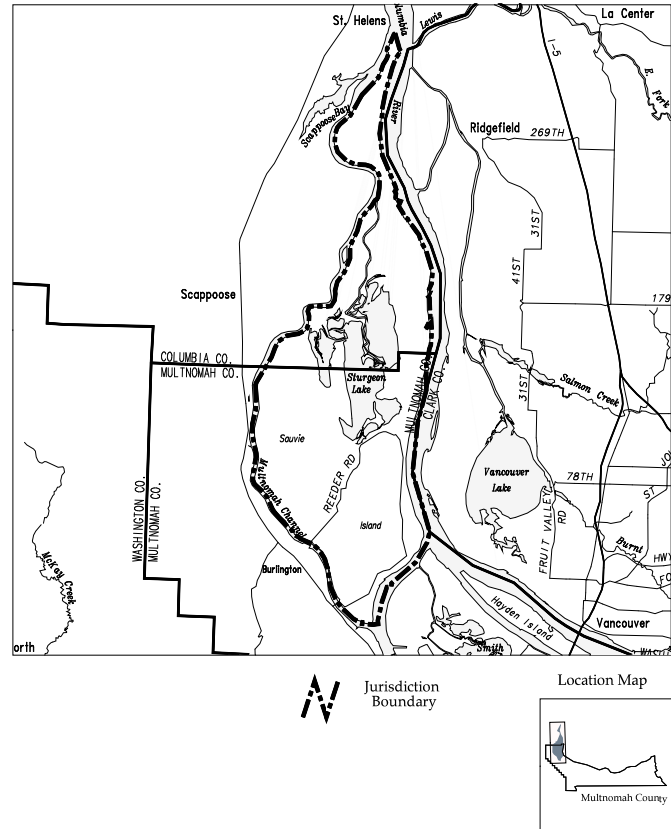 St. Helens
Columbia
Lewis
La Center
I-5
E. Fork
River
Scappoose Bay
Ridgefield
269TH
31ST
41ST
179
Scappoose
COLUMBIA CO.
MULTNOMAH CO.
Sturgeon
Lake
MULTNOMAH CO.
CLARK CO.
31ST
Salmon Creek
Sauvie
REEDER RD
Vancouver
Lake
78TH
ST
WASHINGTON CO.
MULTNOMAH CO.
Multnomah Channel
Island
FRUIT VALLEY
RD
Burnt
HWY
FO
McKay Creek
Burlington
Hayden Island
Vancouver
orth
Smith
Jurisdiction
Boundary
Location Map
Multnomah County